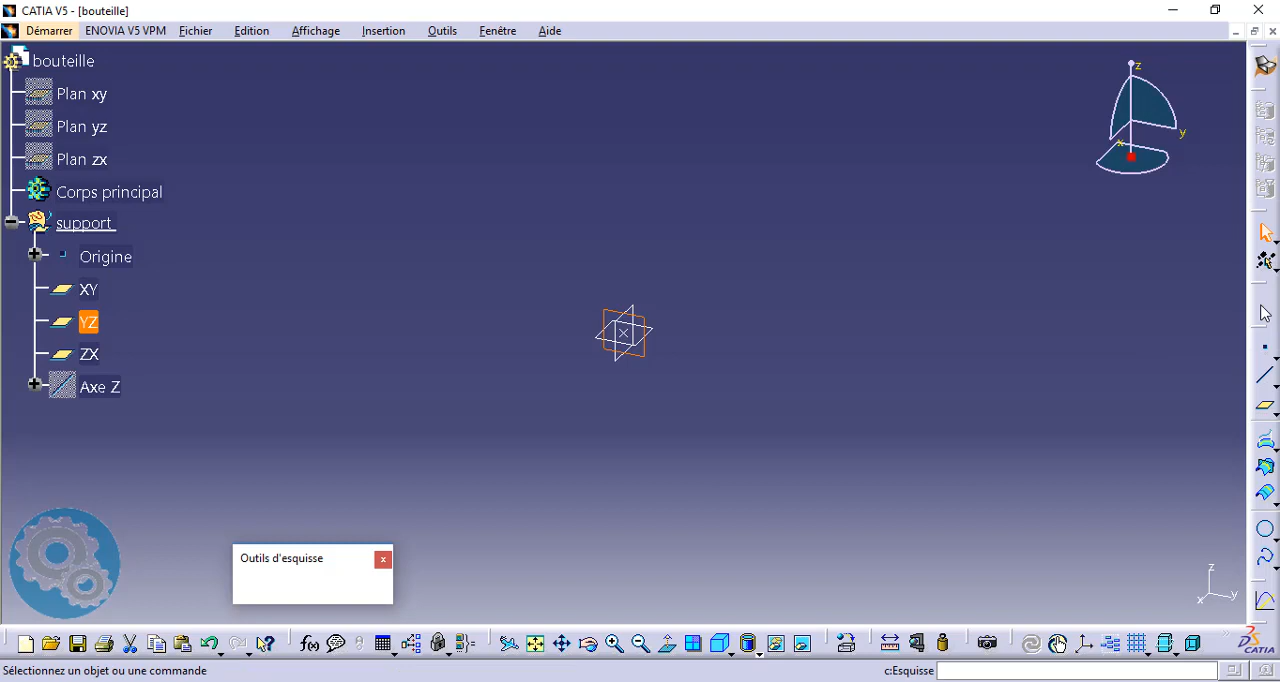 CATIA V5 - [bouteille]
Démarrer ENOVIA V5 VPM Fichier Edition Affichage Insertion Outils Fenêtre Aide
bouteille
Plan xy
Plan yz
Plan zx
Corps principal
support
Origine
XY
YZ
ZX
Axe Z
z
y
x
Outils d'esquisse
x
z
x y
f(x)
CATIA
Sélectionnez un objet ou une commande
c:Esquisse